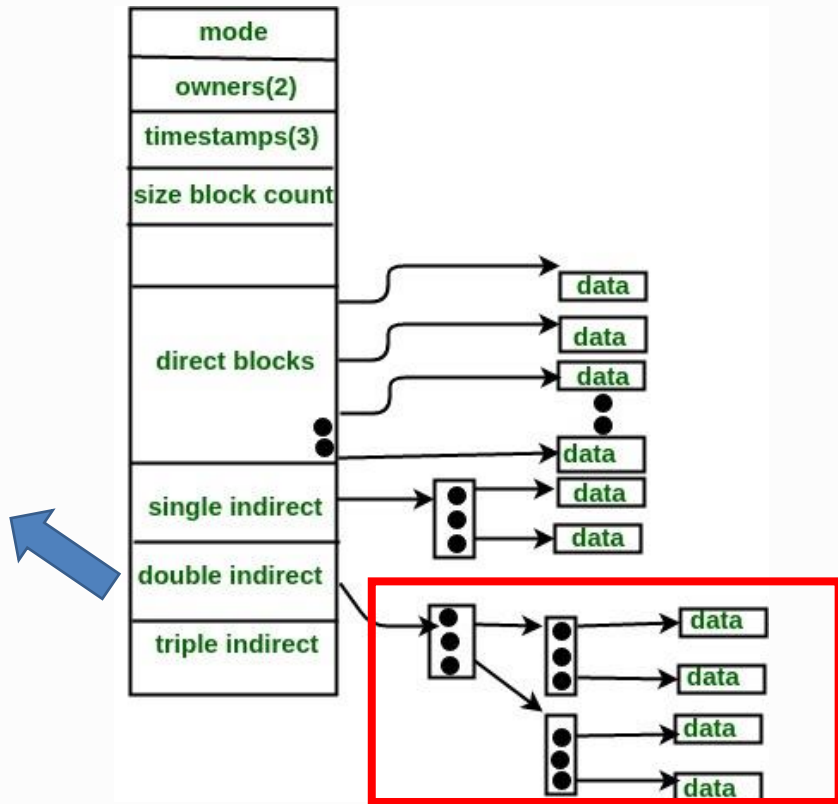 mode
owners(2)
timestamps(3)
size block count
data
data
direct blocks
data
data
single indirect
data
data
double indirect
data
triple indirect
data
data
data